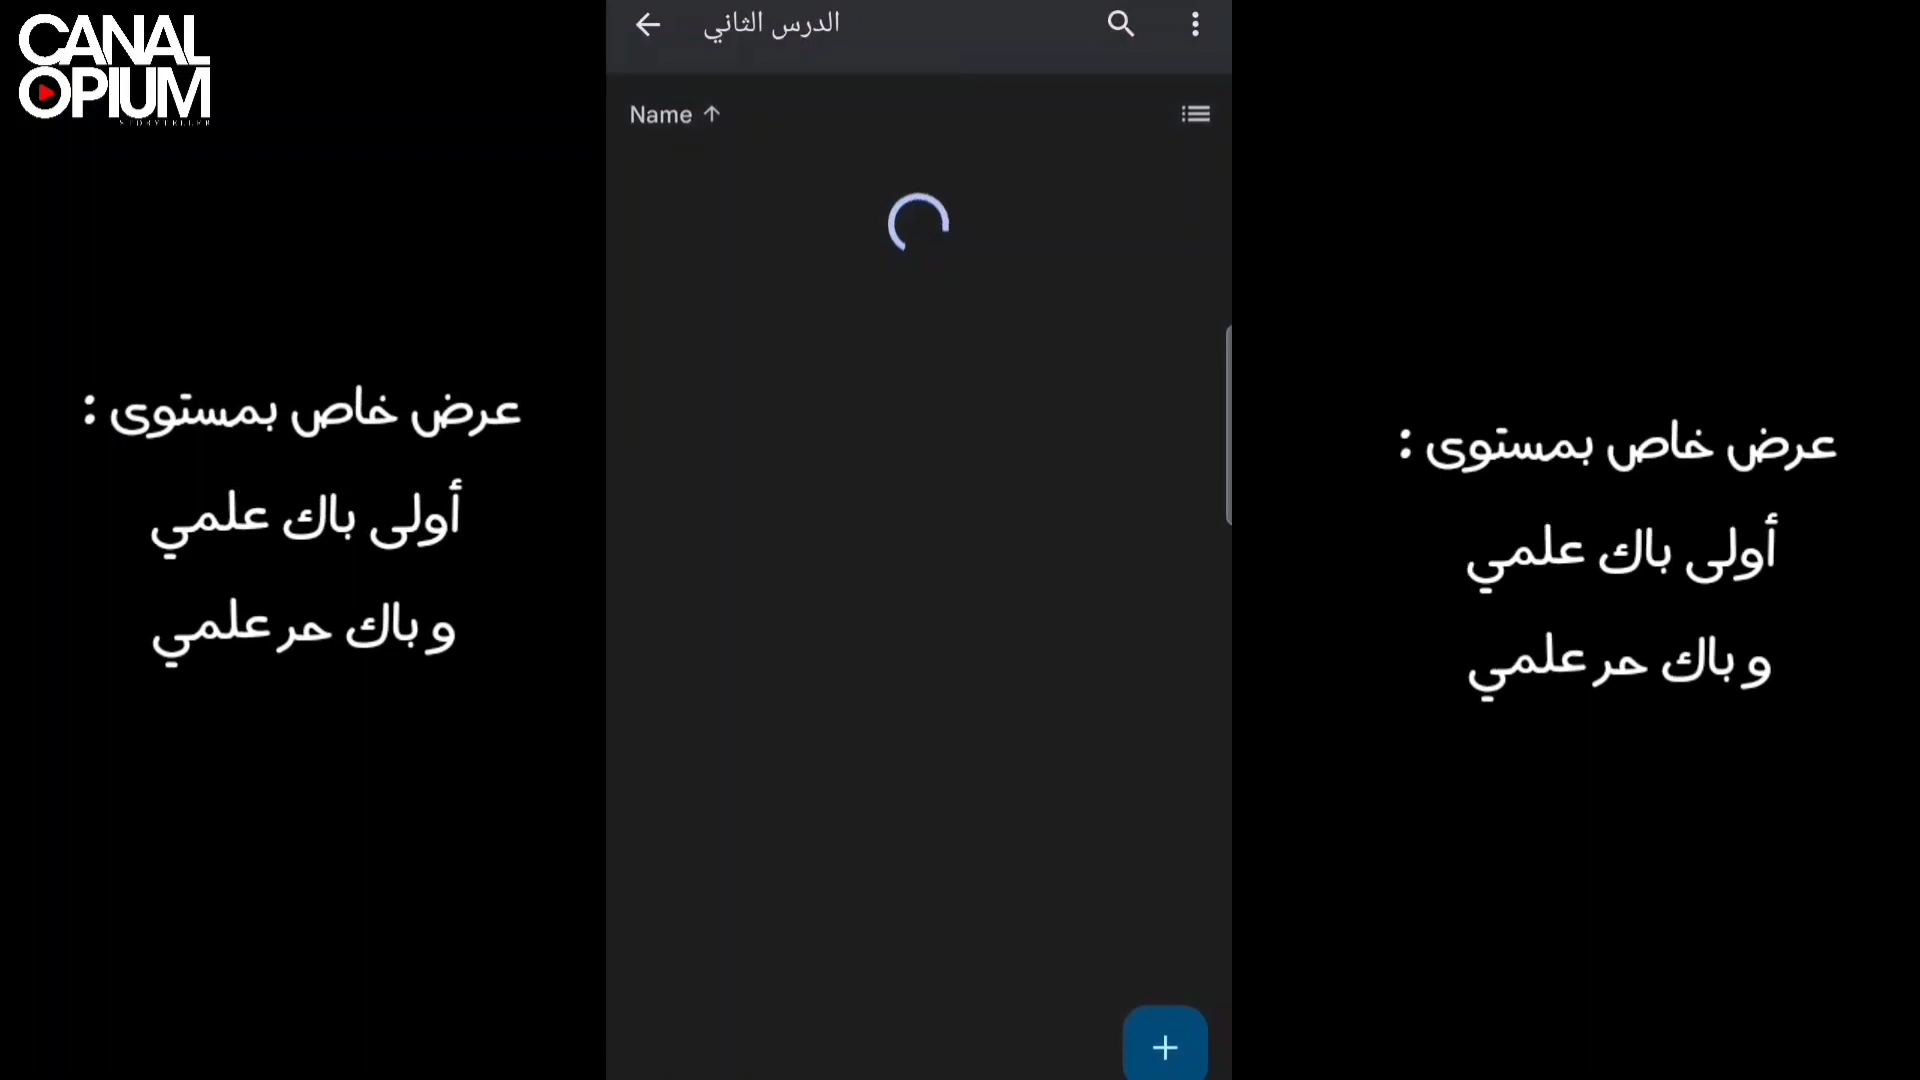 CANAL
OPIUM
STORYTELLER
الدرس الثاني
Name
عرض خاص بمستوى :
أولى باك علمي
و باك حر علمي
عرض خاص بمستوى :
أولى باك علمي
و باك حر علمي